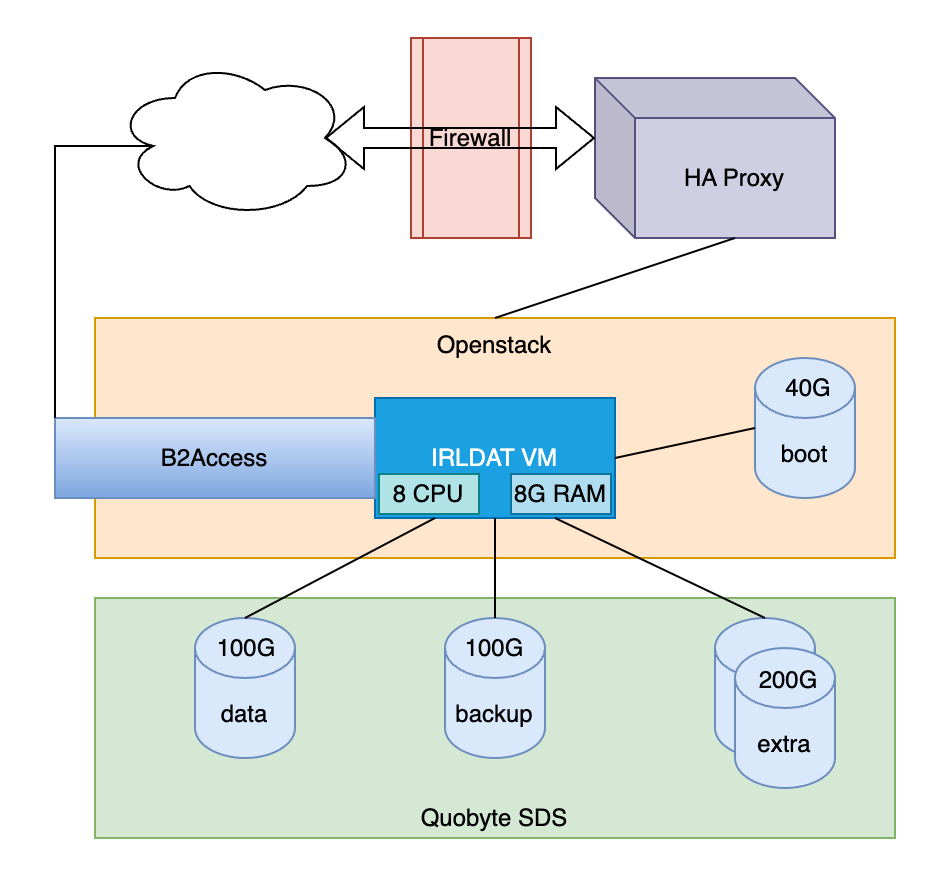 Firewall
HA Proxy
Openstack
40G
boot
B2Access
IRLDAT VM
8 CPU
8G RAM
100G
data
100G
backup
200G
extra
Quobyte SDS